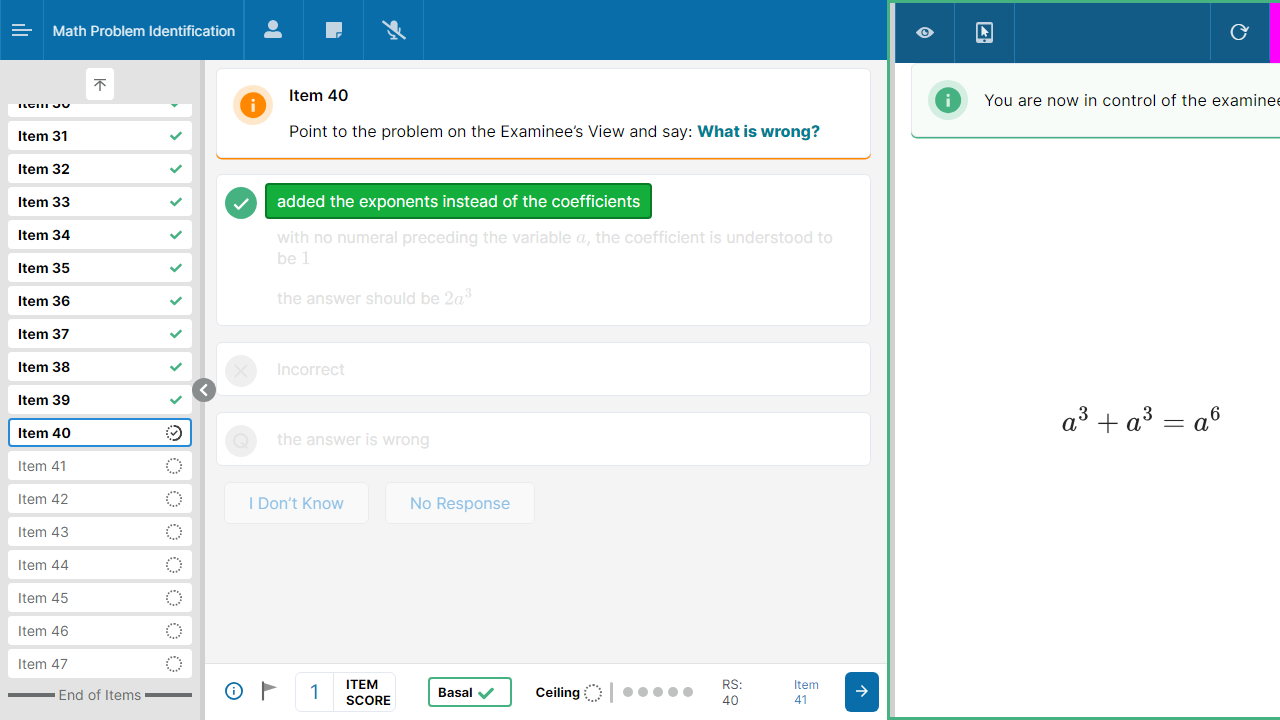 Math Problem Identification
Item 30
Item 31
Item 32
Item 33
Item 34
Item 35
Item 36
Item 37
Item 38
Item 39
Item 40
Item 41
Item 42
Item 43
Item 44
Item 45
Item 46
Item 47
End of Items
Item 40
Point to the problem on the Examinee’s View and say: What is wrong?
added the exponents instead of the coefficients
with no numeral preceding the variable a, the coefficient is understood to
be 1
the answer should be 2a³
Incorrect
Q
the answer is wrong
I Don’t Know
No Response
1
ITEM
SCORE
Basal
Ceiling
RS:
40
Item
41
You are now in control of the examinee
a³ + a³ = a⁶